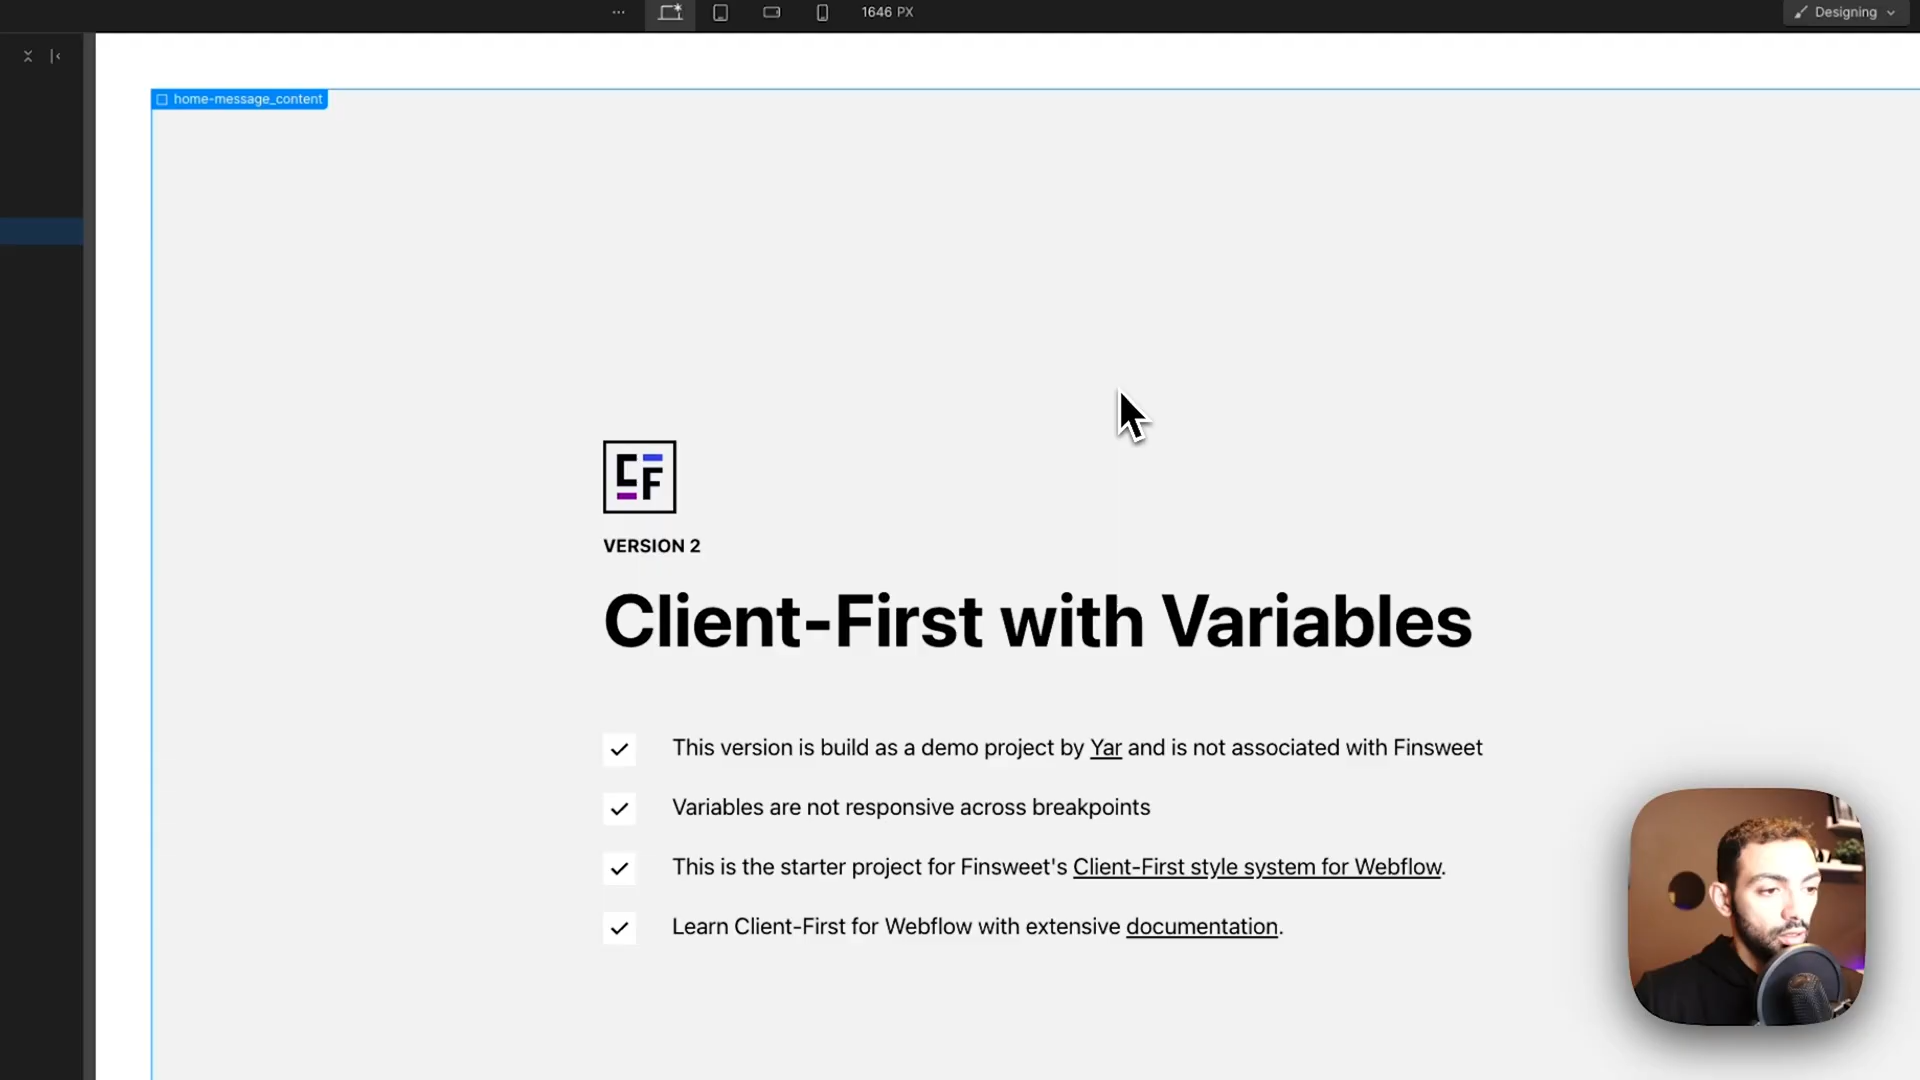 1646 PX
Designing
home-message_content
CF
VERSION 2
Client-First with Variables
This version is build as a demo project by Yar and is not associated with Finsweet
Variables are not responsive across breakpoints
This is the starter project for Finsweet's Client-First style system for Webflow.
Learn Client-First for Webflow with extensive documentation.